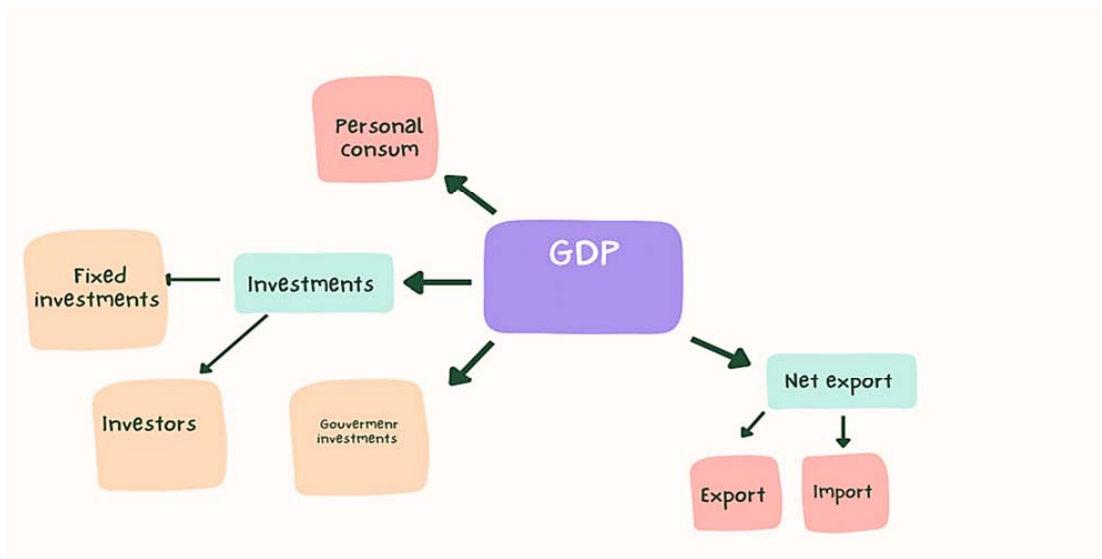 Personal
consum
GDP
Fixed
investments
Investments
Investors
Gouvermenr
investments
Net export
Export
Import